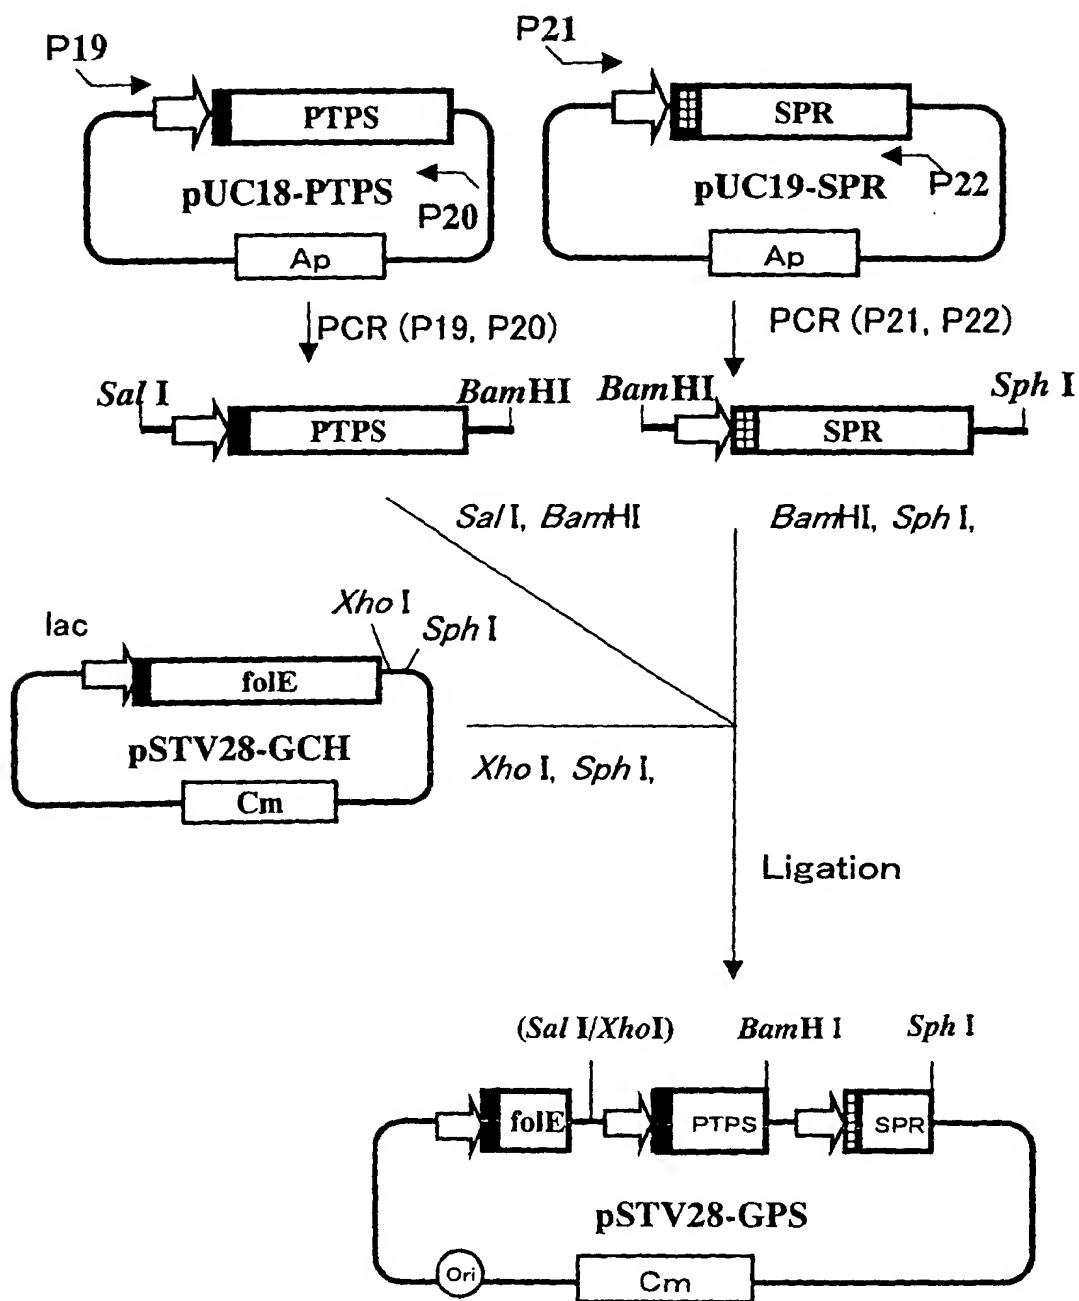 P19
P21
PTPS
SPR
pUC18-PTPS
P20
pUC19-SPR
P22
Ap
Ap
PCR (P19, P20)
PCR (P21, P22)
Sal I
BamHI
BamHI
Sph I
PTPS
SPR
Sal I, BamHI
BamHI, Sph I,
lac
Xho I
Sph I
folE
pSTV28-GCH
Xho I, Sph I,
Cm
Ligation
(Sal I/XhoI)
BamH I
Sph I
folE
PTPS
SPR
pSTV28-GPS
Ori
Cm